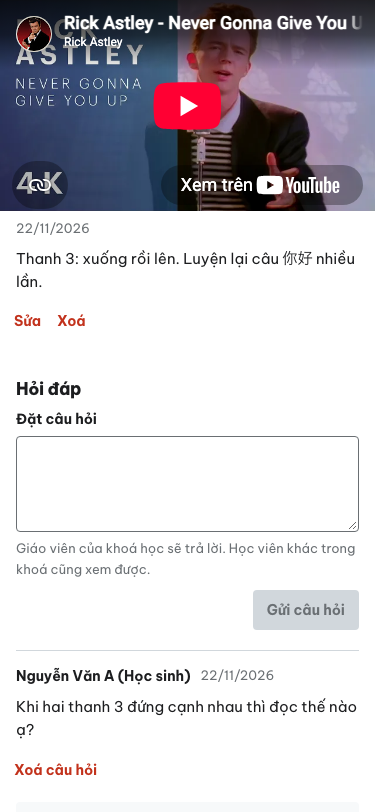 Rick Astley - Never Gonna Give You U
Rick Astley
ASTLEY
NEVER GONNA
GIVE YOU UP
4K
Xem trên YouTube
22/11/2026
Thanh 3: xuống rồi lên. Luyện lại câu 你好 nhiều
lần.
Sửa Xoá
Hỏi đáp
Đặt câu hỏi
Giáo viên của khoá học sẽ trả lời. Học viên khác trong
khoá cũng xem được.
Gửi câu hỏi
Nguyễn Văn A (Học sinh) 22/11/2026
Khi hai thanh 3 đứng cạnh nhau thì đọc thế nào
ạ?
Xoá câu hỏi